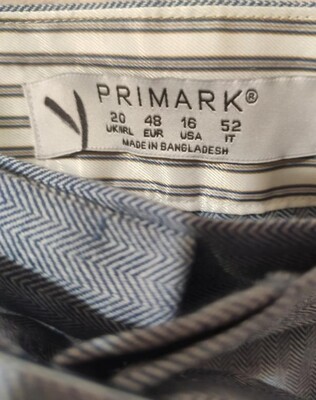 PRIMARK®
20 48 16 52
UK/IRL EUR USA IT
MADE IN BANGLADESH